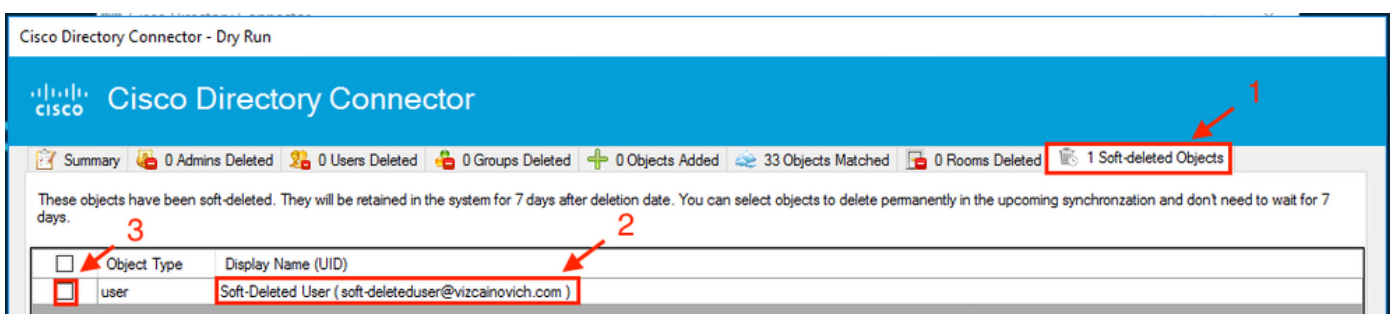 Cisco Directory Connector - Dry Run
cisco Cisco Directory Connector
1
Summary 0 Admins Deleted 0 Users Deleted 0 Groups Deleted 0 Objects Added 33 Objects Matched 0 Rooms Deleted 1 Soft-deleted Objects
These objects have been soft-deleted. They will be retained in the system for 7 days after deletion date. You can select objects to delete permanently in the upcoming synchronzation and don't need to wait for 7
days.
3 2
Object Type Display Name (UID)
user Soft-Deleted User ( soft-deleteduser@vizcainovich.com )